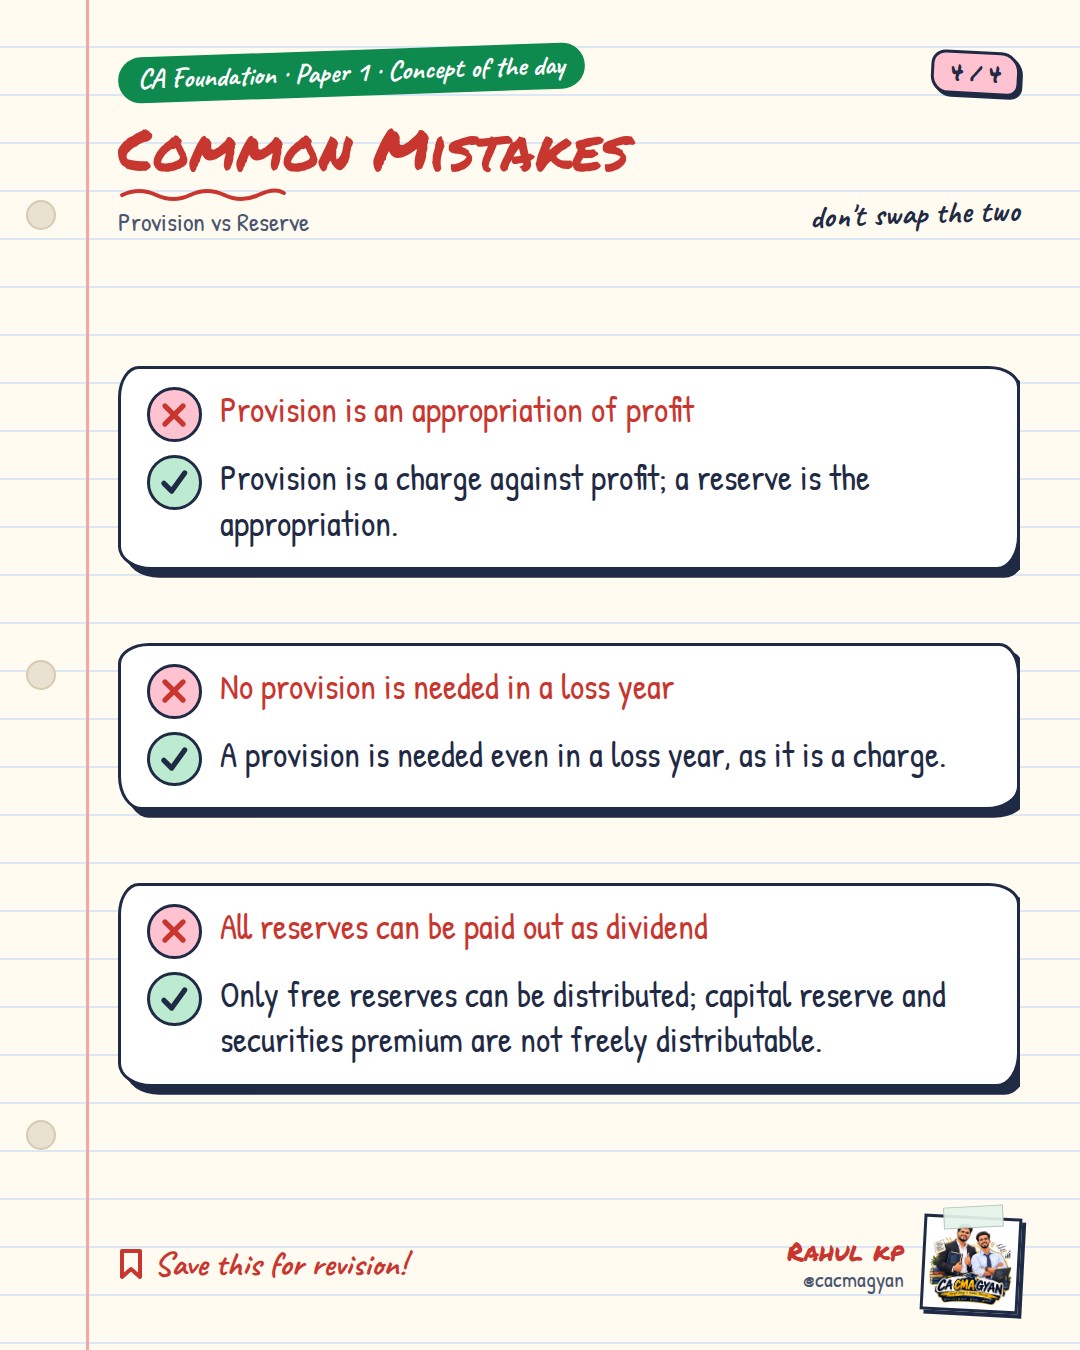 CA Foundation · Paper 1 · Concept of the day
4 / 4
Common Mistakes
Provision vs Reserve
don't swap the two
Provision is an appropriation of profit
Provision is a charge against profit; a reserve is the
appropriation.
No provision is needed in a loss year
A provision is needed even in a loss year, as it is a charge.
All reserves can be paid out as dividend
Only free reserves can be distributed; capital reserve and
securities premium are not freely distributable.
Save this for revision!
Rahul KP
@cacmagyan
CA CMA GYAN